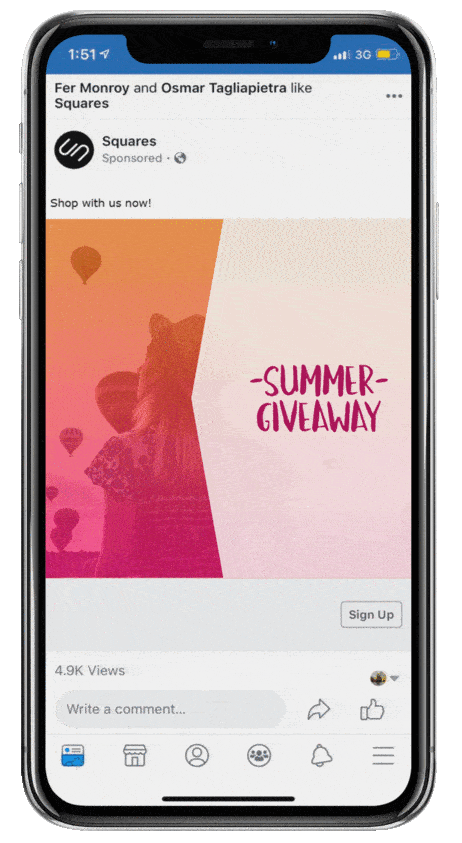 1:51
3G
Fer Monroy and Osmar Tagliapietra like
Squares
Squares
Sponsored
Shop with us now!
-SUMMER-
GIVEAWAY
Sign Up
4.9K Views
Write a comment...